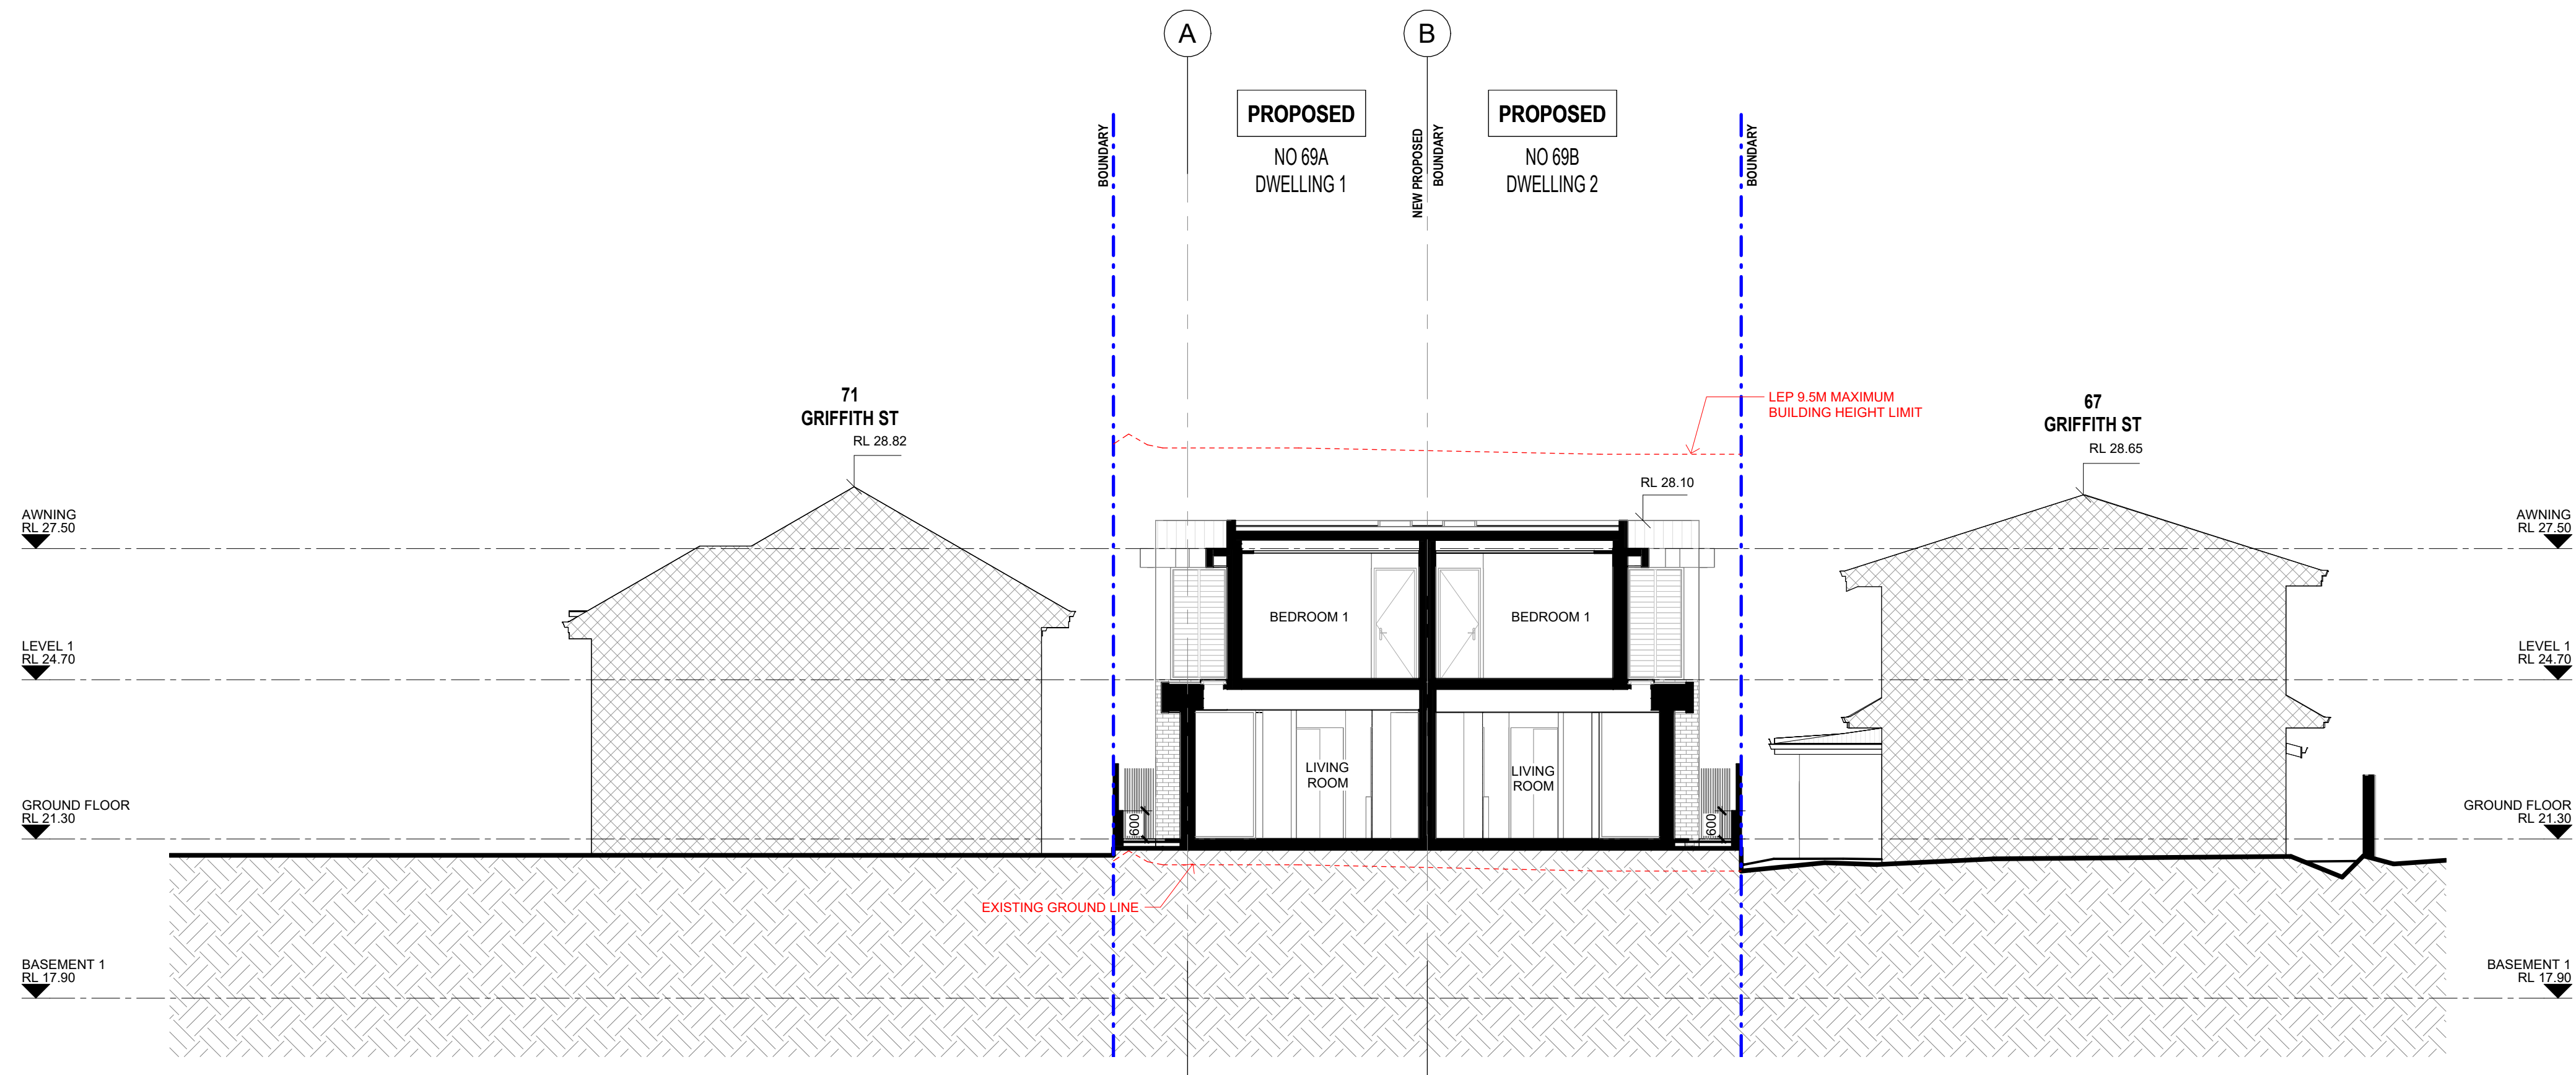 A
B
PROPOSED
NO 69A
DWELLING 1
PROPOSED
NO 69B
DWELLING 2
BOUNDARY
NEW PROPOSED
BOUNDARY
BOUNDARY
71
GRIFFITH ST
RL 28.82
LEP 9.5M MAXIMUM
BUILDING HEIGHT LIMIT
67
GRIFFITH ST
RL 28.65
RL 28.10
AWNING
RL 27.50
AWNING
RL 27.50
BEDROOM 1
BEDROOM 1
LEVEL 1
RL 24.70
LEVEL 1
RL 24.70
LIVING
ROOM
LIVING
ROOM
GROUND FLOOR
RL 21.30
600
600
GROUND FLOOR
RL 21.30
EXISTING GROUND LINE
BASEMENT 1
RL 17.90
BASEMENT 1
RL 17.90